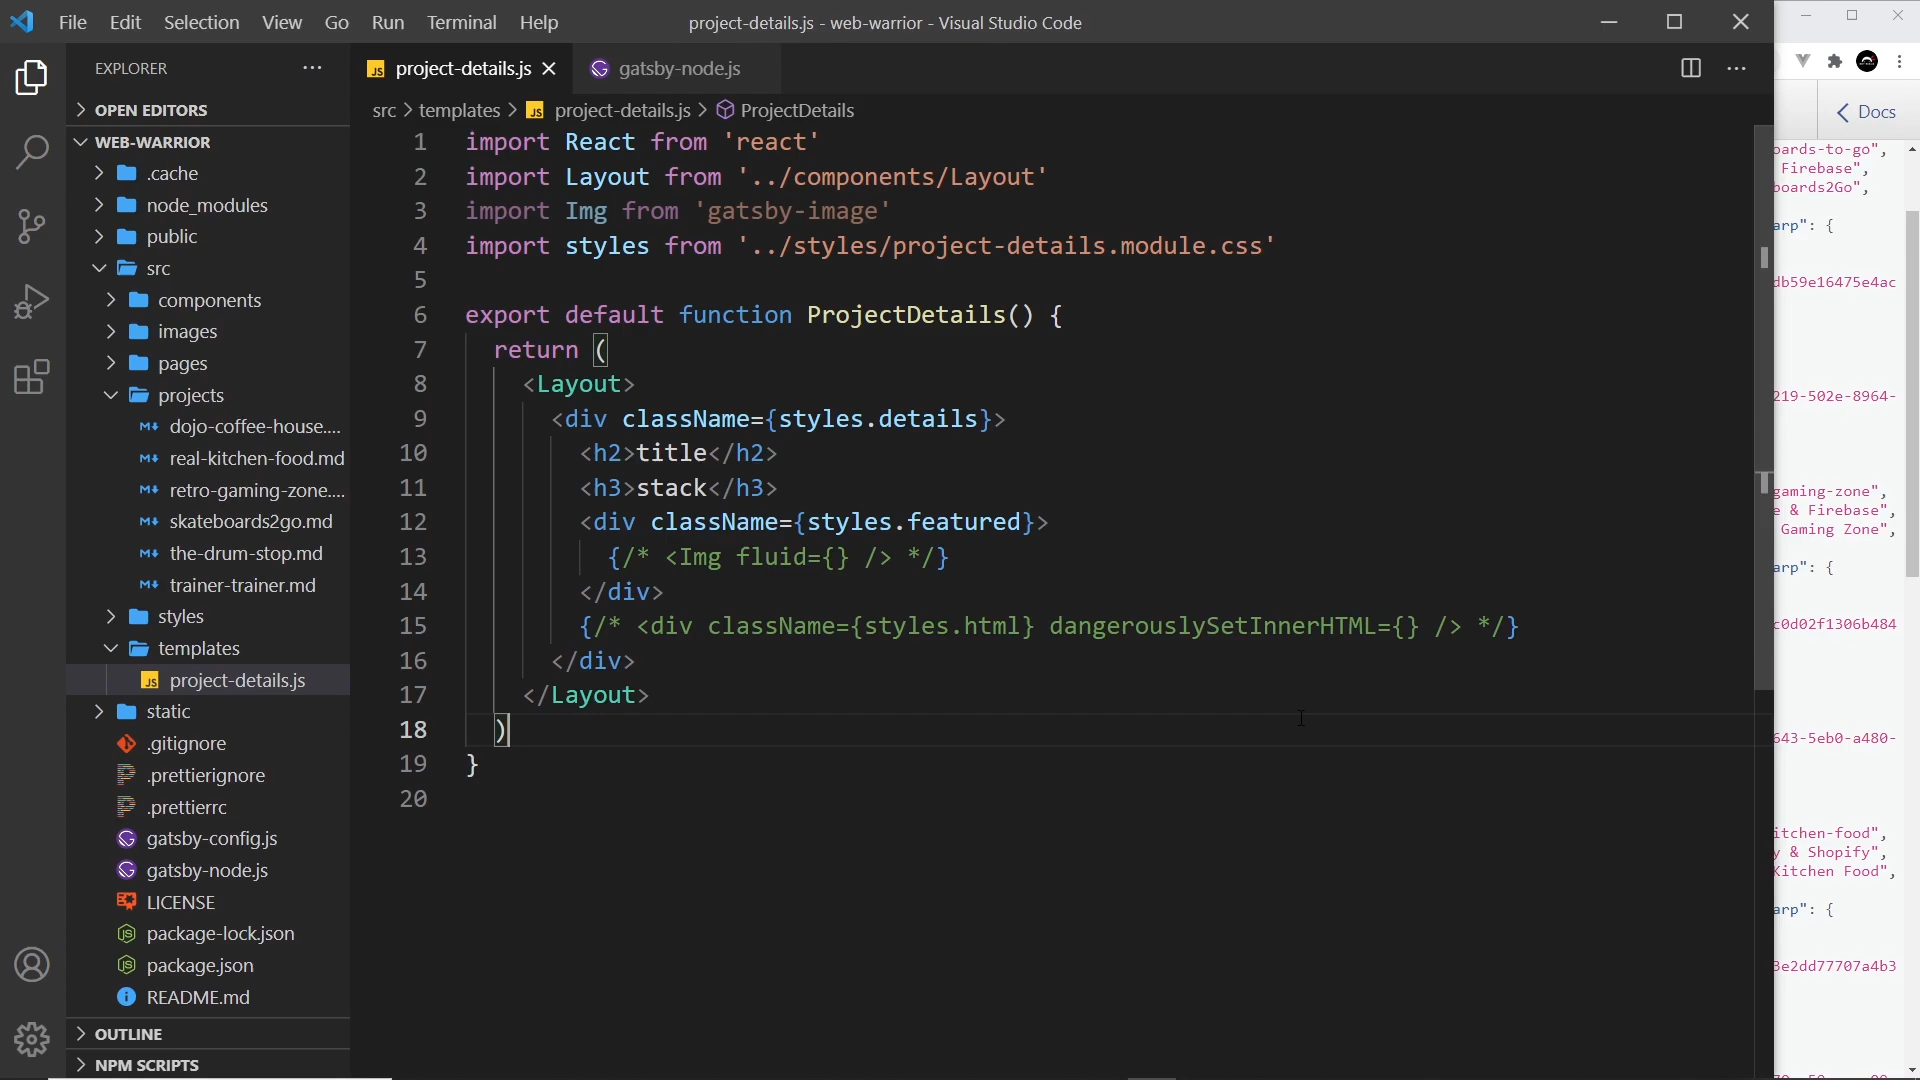 File Edit Selection View Go Run Terminal Help
project-details.js - web-warrior - Visual Studio Code
EXPLORER
OPEN EDITORS
WEB-WARRIOR
.cache
node_modules
public
src
components
images
pages
projects
dojo-coffee-house....
real-kitchen-food.md
retro-gaming-zone....
skateboards2go.md
the-drum-stop.md
trainer-trainer.md
styles
templates
project-details.js
static
.gitignore
.prettierignore
.prettierrc
gatsby-config.js
gatsby-node.js
LICENSE
package-lock.json
package.json
README.md
OUTLINE
NPM SCRIPTS
project-details.js
gatsby-node.js
src > templates > project-details.js > ProjectDetails
1 import React from 'react'
2 import Layout from '../components/Layout'
3 import Img from 'gatsby-image'
4 import styles from '../styles/project-details.module.css'
5
6 export default function ProjectDetails() {
7 return (
8 <Layout>
9 <div className={styles.details}>
10 <h2>title</h2>
11 <h3>stack</h3>
12 <div className={styles.featured}>
13 {/* <Img fluid={} /> */}
14 </div>
15 {/* <div className={styles.html} dangerouslySetInnerHTML={} /> */}
16 </div>
17 </Layout>
18 )
19 }
20
Docs
oards-to-go",
Firebase",
boards2Go",
arp": {
db59e16475e4ac
219-502e-8964-
gaming-zone",
e & Firebase",
Gaming Zone",
arp": {
c0d02f1306b484
643-5eb0-a480-
itchen-food",
y & Shopify",
Kitchen Food",
arp": {
3e2dd77707a4b3